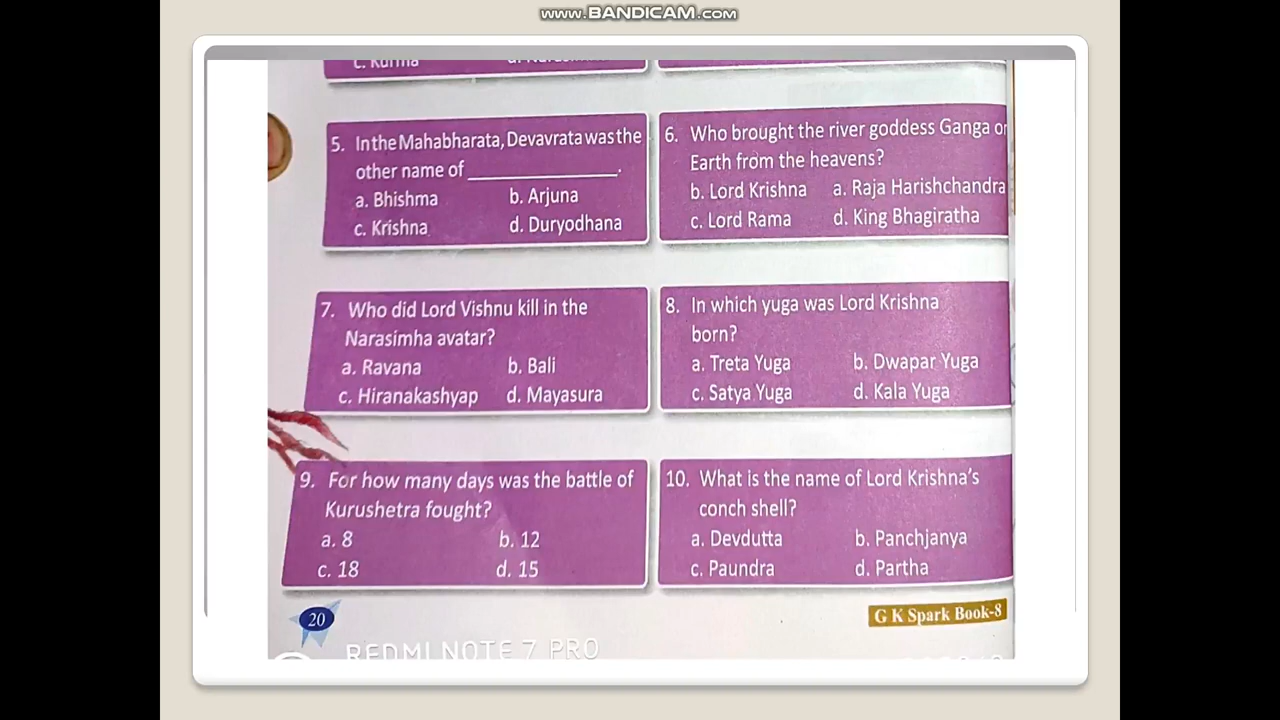 www.BANDICAM.com
c. Kurma
5. In the Mahabharata, Devavrata was the
other name of _______________.
a. Bhishma b. Arjuna
c. Krishna d. Duryodhana
6. Who brought the river goddess Ganga or
Earth from the heavens?
b. Lord Krishna a. Raja Harishchandra
c. Lord Rama d. King Bhagiratha
7. Who did Lord Vishnu kill in the
Narasimha avatar?
a. Ravana b. Bali
c. Hiranakashyap d. Mayasura
8. In which yuga was Lord Krishna
born?
a. Treta Yuga b. Dwapar Yuga
c. Satya Yuga d. Kala Yuga
9. For how many days was the battle of
Kurushetra fought?
a. 8 b. 12
c. 18 d. 15
10. What is the name of Lord Krishna's
conch shell?
a. Devdutta b. Panchjanya
c. Paundra d. Partha
20
G K Spark Book-8
REDMI NOTE 7 PRO